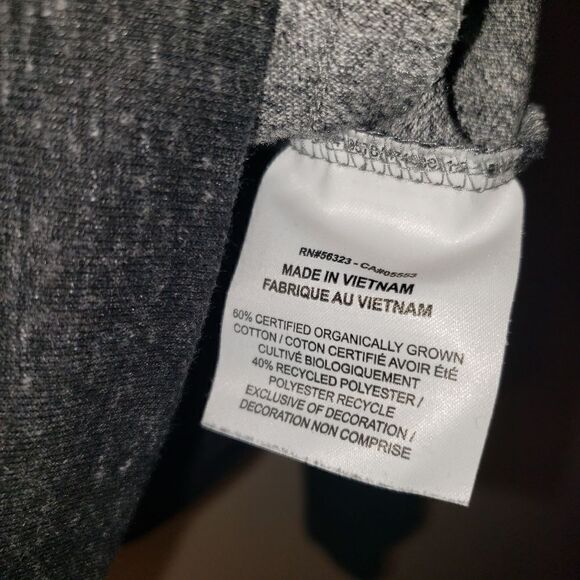 RN#56323 - CA#05553
MADE IN VIETNAM
FABRIQUE AU VIETNAM
60% CERTIFIED ORGANICALLY GROWN
COTTON / COTON CERTIFIÉ AVOIR ÉtÉ
CULTIVÉ BIOLOGIQUEMENT
40% RECYCLED POLYESTER /
POLYESTER RECYCLE
EXCLUSIVE OF DECORATION /
DECORATION NON COMPRISE